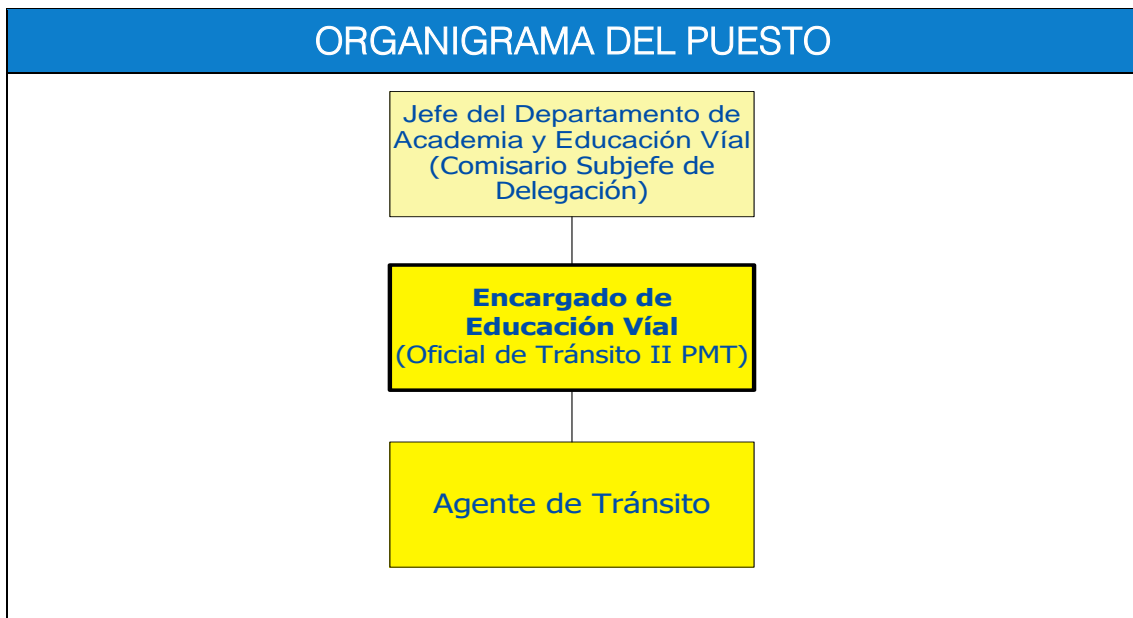 ORGANIGRAMA DEL PUESTO
Jefe del Departamento de
Academia y Educación Víal
(Comisario Subjefe de
Delegación)
Encargado de
Educación Víal
(Oficial de Tránsito II PMT)
Agente de Tránsito